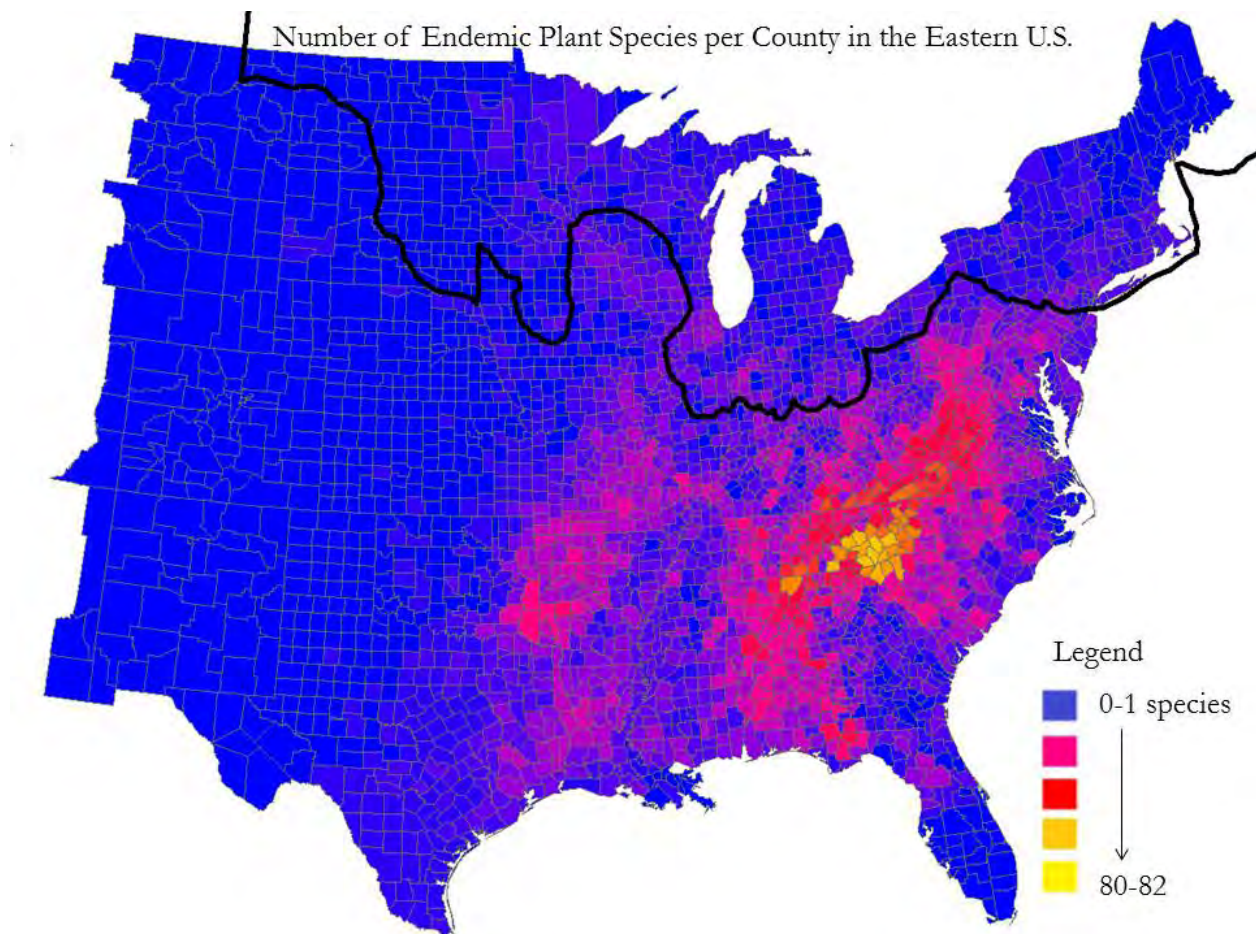 Number of Endemic Plant Species per County in the Eastern U.S.
Legend
0-1 species
80-82